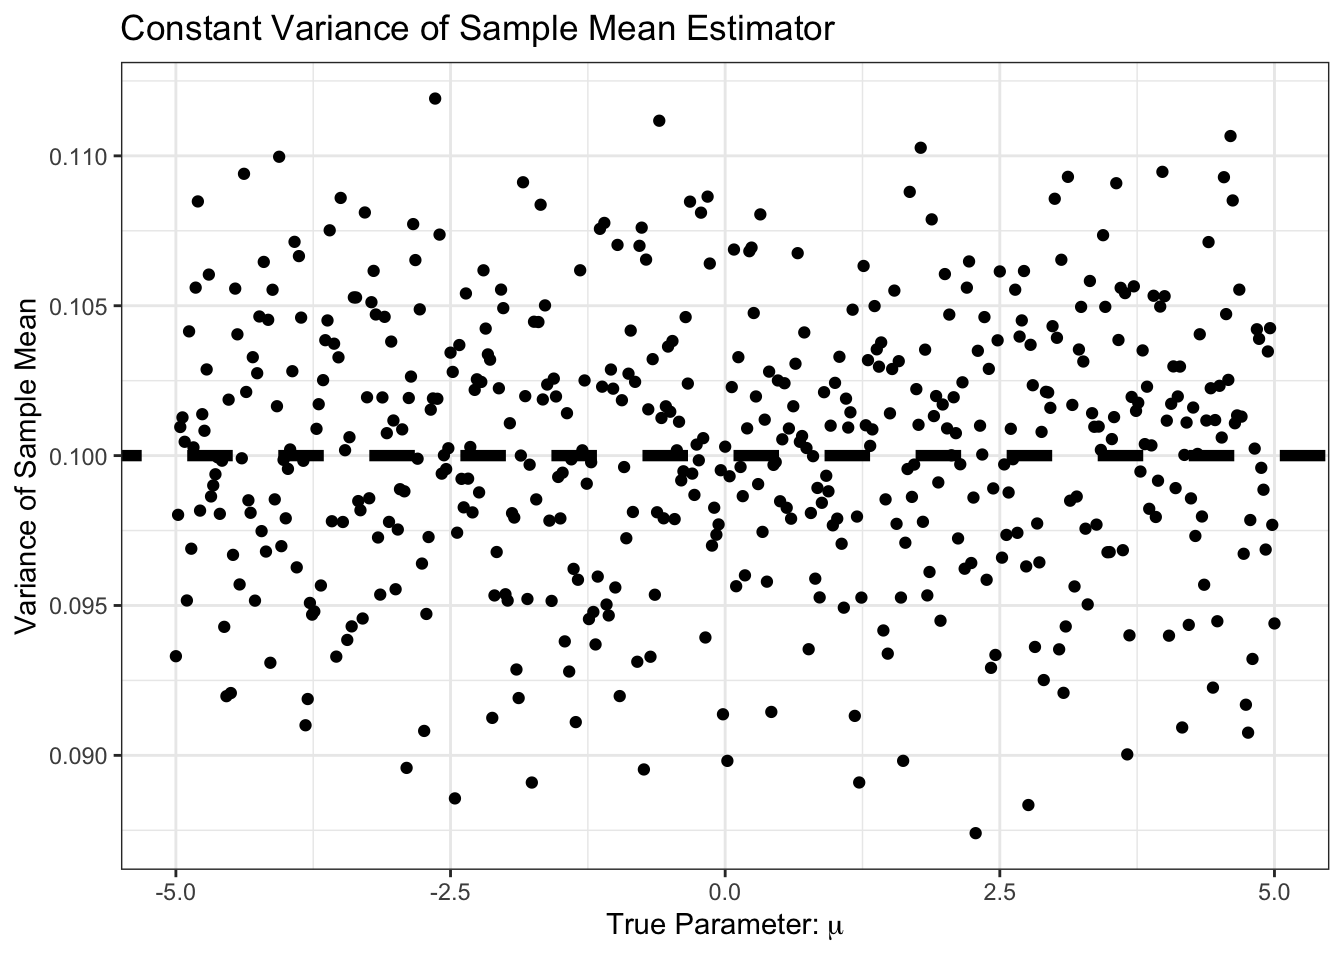 Constant Variance of Sample Mean Estimator
Variance of Sample Mean
0.110
0.105
0.100
0.095
0.090
-5.0 -2.5 0.0 2.5 5.0
True Parameter: μ